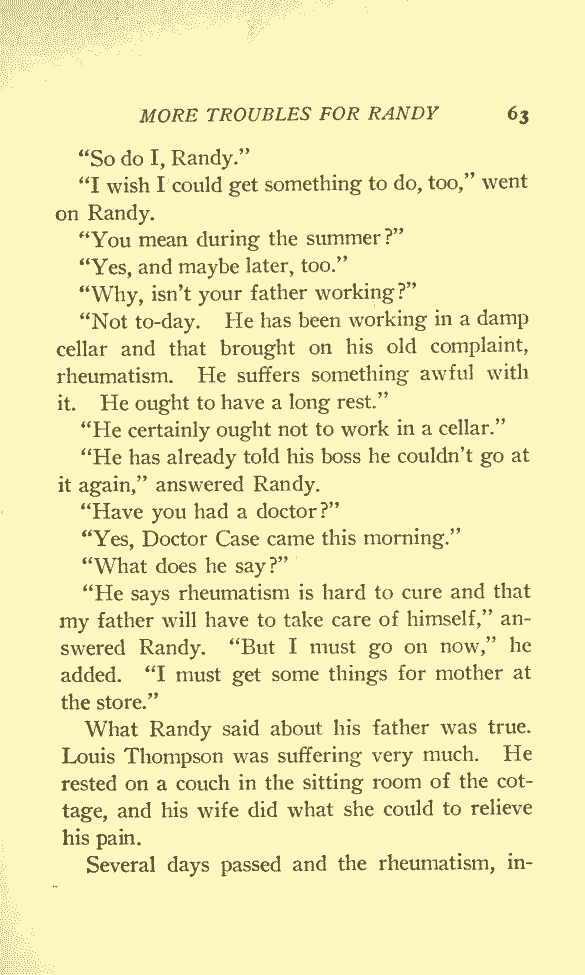 MORE TROUBLES FOR RANDY 63
“So do I, Randy.”
“I wish I could get something to do, too,” went
on Randy.
“You mean during the summer?”
“Yes, and maybe later, too.”
“Why, isn’t your father working?”
“Not to-day. He has been working in a damp
cellar and that brought on his old complaint,
rheumatism. He suffers something awful with
it. He ought to have a long rest.”
“He certainly ought not to work in a cellar.”
“He has already told his boss he couldn’t go at
it again,” answered Randy.
“Have you had a doctor?”
“Yes, Doctor Case came this morning.”
“What does he say?”
“He says rheumatism is hard to cure and that
my father will have to take care of himself,” an-
swered Randy. “But I must go on now,” he
added. “I must get some things for mother at
the store.”
What Randy said about his father was true.
Louis Thompson was suffering very much. He
rested on a couch in the sitting room of the cot-
tage, and his wife did what she could to relieve
his pain.
Several days passed and the rheumatism, in-